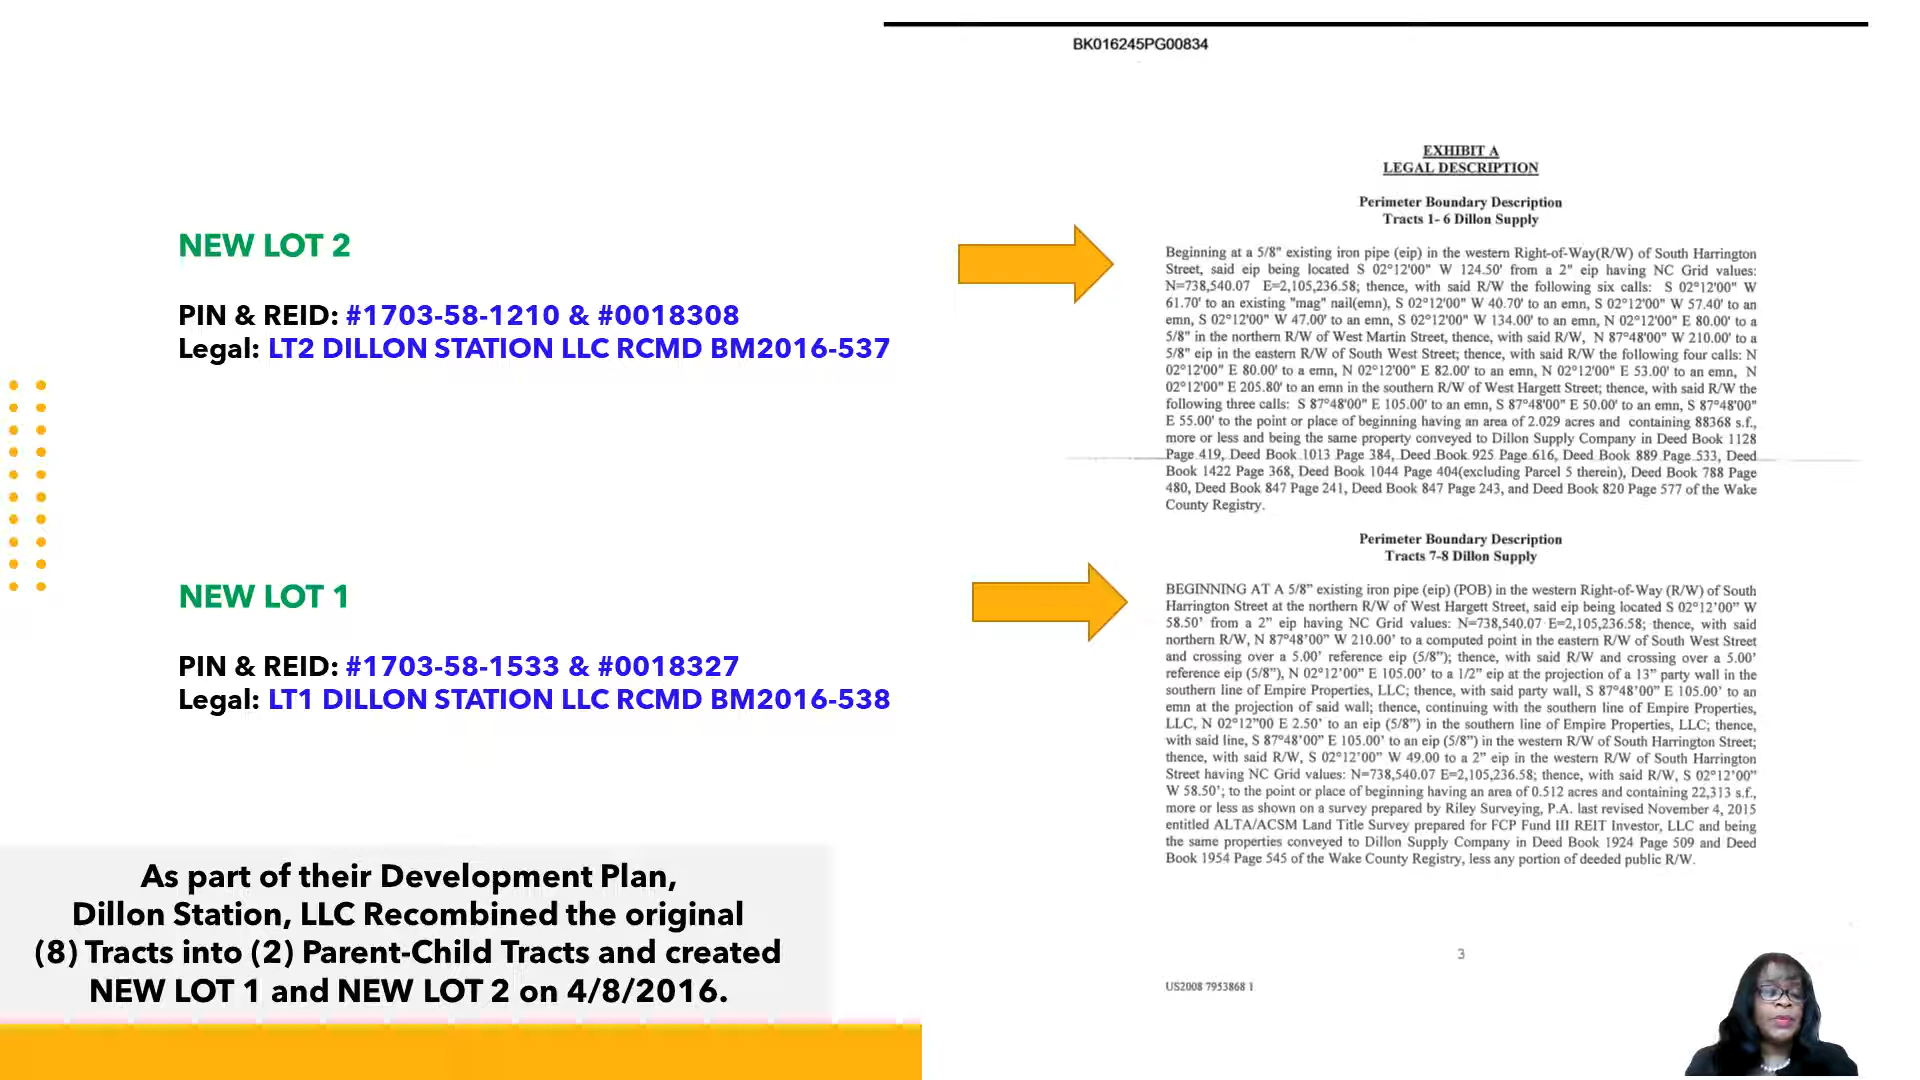 BK016245PG00834
NEW LOT 2
PIN & REID: #1703-58-1210 & #0018308
Legal: LT2 DILLON STATION LLC RCMD BM2016-537
NEW LOT 1
PIN & REID: #1703-58-1533 & #0018327
Legal: LT1 DILLON STATION LLC RCMD BM2016-538
As part of their Development Plan,
Dillon Station, LLC Recombined the original
(8) Tracts into (2) Parent-Child Tracts and created
NEW LOT 1 and NEW LOT 2 on 4/8/2016.
EXHIBIT A
LEGAL DESCRIPTION
Perimeter Boundary Description
Tracts 1- 6 Dillon Supply
Beginning at a 5/8" existing iron pipe (eip) in the western Right-of-Way(R/W) of South Harrington
Street, said eip being located S 02°12'00" W 124.50' from a 2" eip having NC Grid values:
N=738,540.07 E=2,105,236.58; thence, with said R/W the following six calls: S 02°12'00" W
61.70' to an existing "mag" nail(emn), S 02°12'00" W 40.70' to an emn, S 02°12'00" W 57.40' to an
emn, S 02°12'00" W 47.00' to an emn, S 02°12'00" W 134.00' to an emn, N 02°12'00" E 80.00' to a
5/8" in the northern R/W of West Martin Street, thence, with said R/W, N 87°48'00" W 210.00' to a
5/8" eip in the eastern R/W of South West Street; thence, with said R/W the following four calls: N
02°12'00" E 80.00' to a emn, N 02°12'00" E 82.00' to an emn, N 02°12'00" E 53.00' to an emn, N
02°12'00" E 205.80' to an emn in the southern R/W of West Hargett Street; thence, with said R/W the
following three calls: S 87°48'00" E 105.00' to an emn, S 87°48'00" E 50.00' to an emn, S 87°48'00"
E 55.00' to the point or place of beginning having an area of 2.029 acres and containing 88368 s.f.,
more or less and being the same property conveyed to Dillon Supply Company in Deed Book 1128
Page 419, Deed Book 1013 Page 384, Deed Book 925 Page 616, Deed Book 889 Page 533, Deed
Book 1422 Page 368, Deed Book 1044 Page 404(excluding Parcel 5 therein), Deed Book 788 Page
480, Deed Book 847 Page 241, Deed Book 847 Page 243, and Deed Book 820 Page 577 of the Wake
County Registry.
Perimeter Boundary Description
Tracts 7-8 Dillon Supply
BEGINNING AT A 5/8” existing iron pipe (eip) (POB) in the western Right-of-Way (R/W) of South
Harrington Street at the northern R/W of West Hargett Street, said eip being located S 02°12’00” W
58.50’ from a 2” eip having NC Grid values: N=738,540.07 E=2,105,236.58; thence, with said
northern R/W, N 87°48’00” W 210.00’ to a computed point in the eastern R/W of South West Street
and crossing over a 5.00’ reference eip (5/8”); thence, with said R/W and crossing over a 5.00’
reference eip (5/8”), N 02°12’00” E 105.00’ to a 1/2” eip at the projection of a 13” party wall in the
southern line of Empire Properties, LLC; thence, with said party wall, S 87°48’00” E 105.00’ to an
emn at the projection of said wall; thence, continuing with the southern line of Empire Properties,
LLC, N 02°12”00 E 2.50’ to an eip (5/8”) in the southern line of Empire Properties, LLC; thence,
with said line, S 87°48’00” E 105.00’ to an eip (5/8”) in the western R/W of South Harrington Street;
thence, with said R/W, S 02°12’00” W 49.00 to a 2” eip in the western R/W of South Harrington
Street having NC Grid values: N=738,540.07 E=2,105,236.58; thence, with said R/W, S 02°12’00”
W 58.50’; to the point or place of beginning having an area of 0.512 acres and containing 22,313 s.f.,
more or less as shown on a survey prepared by Riley Surveying, P.A. last revised November 4, 2015
entitled ALTA/ACSM Land Title Survey prepared for FCP Fund III REIT Investor, LLC and being
the same properties conveyed to Dillon Supply Company in Deed Book 1924 Page 509 and Deed
Book 1954 Page 545 of the Wake County Registry, less any portion of deeded public R/W.
3
US2008 7953868 1